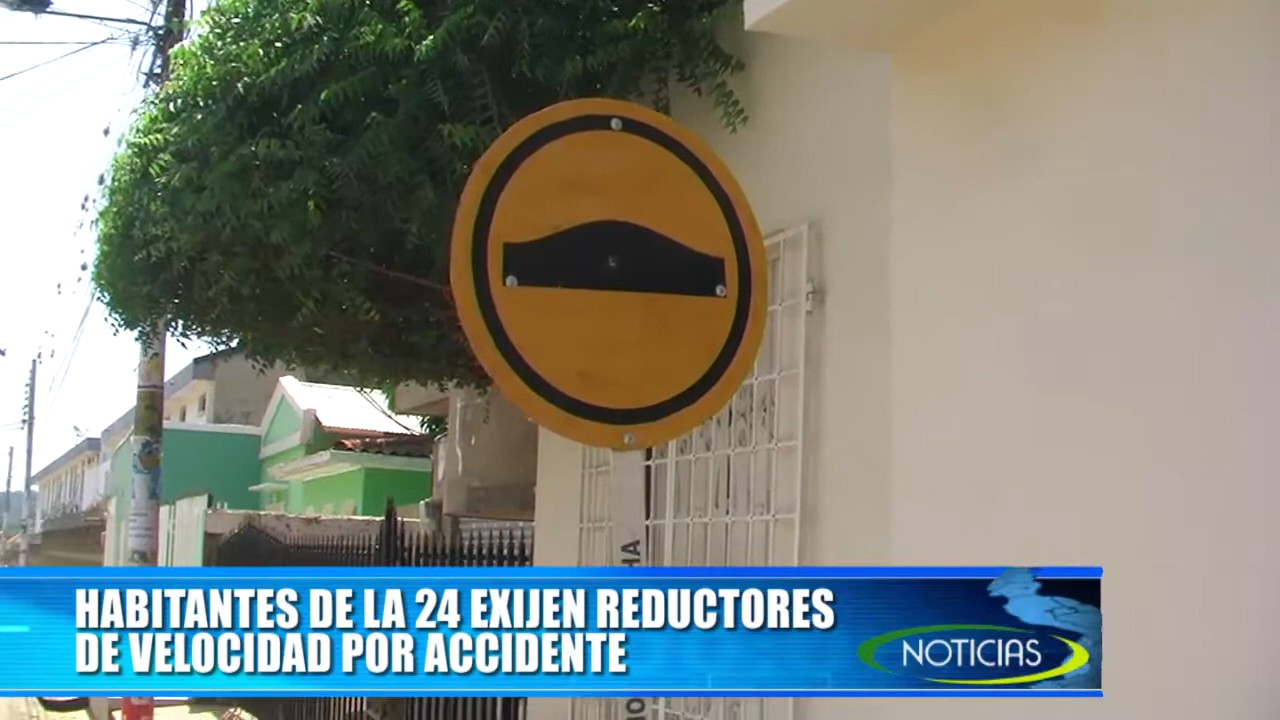 HABITANTES DE LA 24 EXIJEN REDUCTORES
DE VELOCIDAD POR ACCIDENTE
NOTICIAS